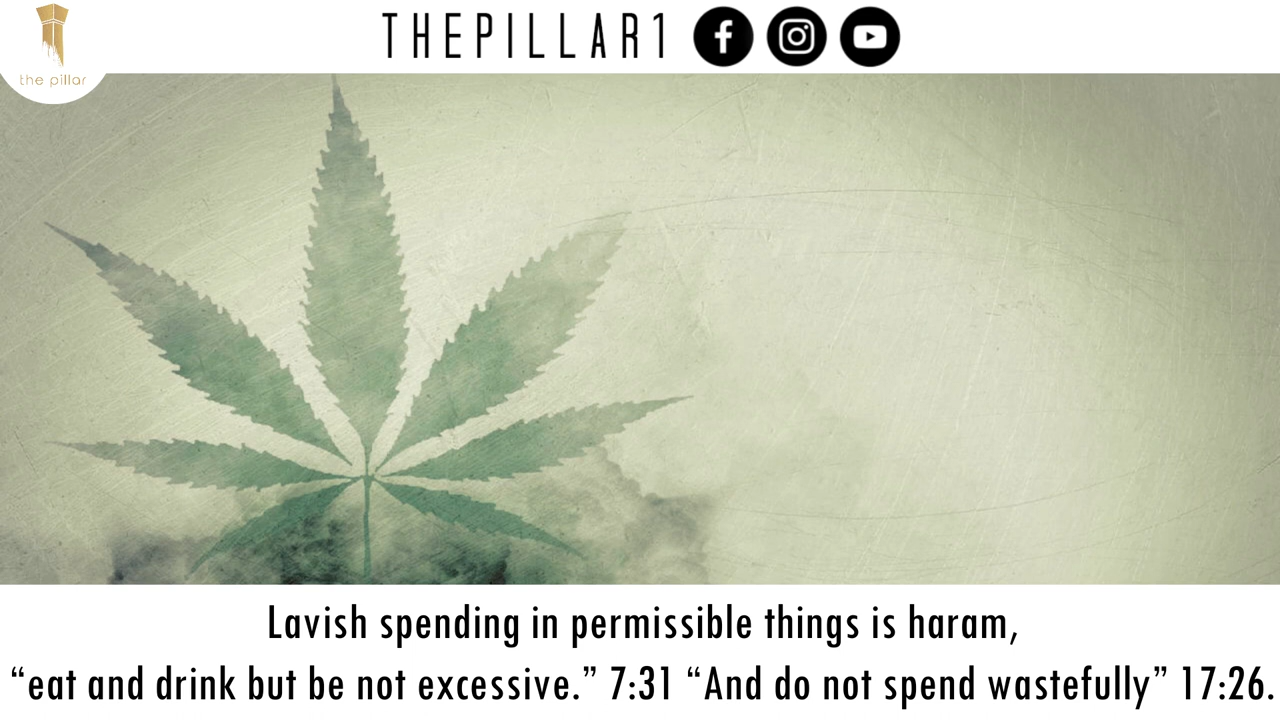 the pillar
THEPILLAR1
Lavish spending in permissible things is haram,
“eat and drink but be not excessive.” 7:31 “And do not spend wastefully” 17:26.